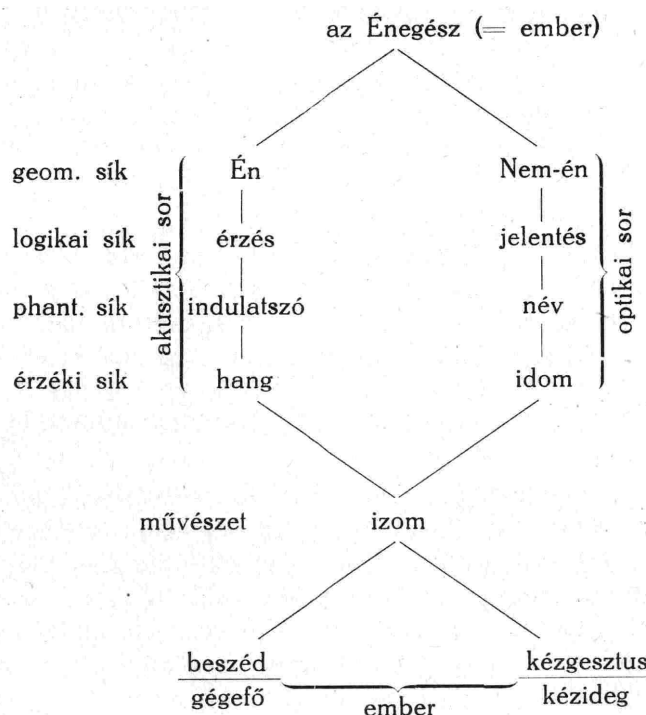 az Énegész (= ember)
geom. sík Én Nem-én
logikai sík érzés jelentés
phant. sík indulatszó név
érzéki sik hang idom
akusztikai sor
optikai sor
művészet izom
beszéd kézgesztus
gégefő kézideg
ember